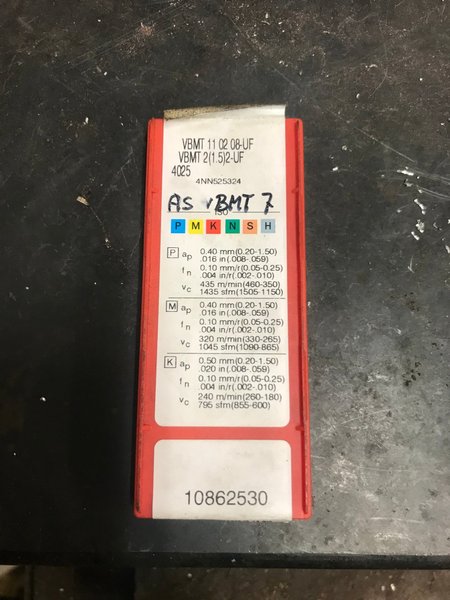 VBMT 11 02 08-UF
VBMT 2(1.5)2-UF
4025
4NN525324
AS VBMT 7
ISO
P M K N S H
P ap 0.40 mm(0.20-1.50)
.016 in(.008-.059)
fn 0.10 mm/r(0.05-0.25)
.004 in/r(.002-.010)
vc 435 m/min(460-350)
1435 sfm(1505-1150)
M ap 0.40 mm(0.20-1.50)
.016 in(.008-.059)
fn 0.10 mm/r(0.05-0.25)
.004 in/r(.002-.010)
vc 320 m/min(330-265)
1045 sfm(1090-865)
K ap 0.50 mm(0.20-1.50)
.020 in(.008-.059)
fn 0.10 mm/r(0.05-0.25)
.004 in/r(.002-.010)
vc 240 m/min(260-180)
795 sfm(855-600)
10862530